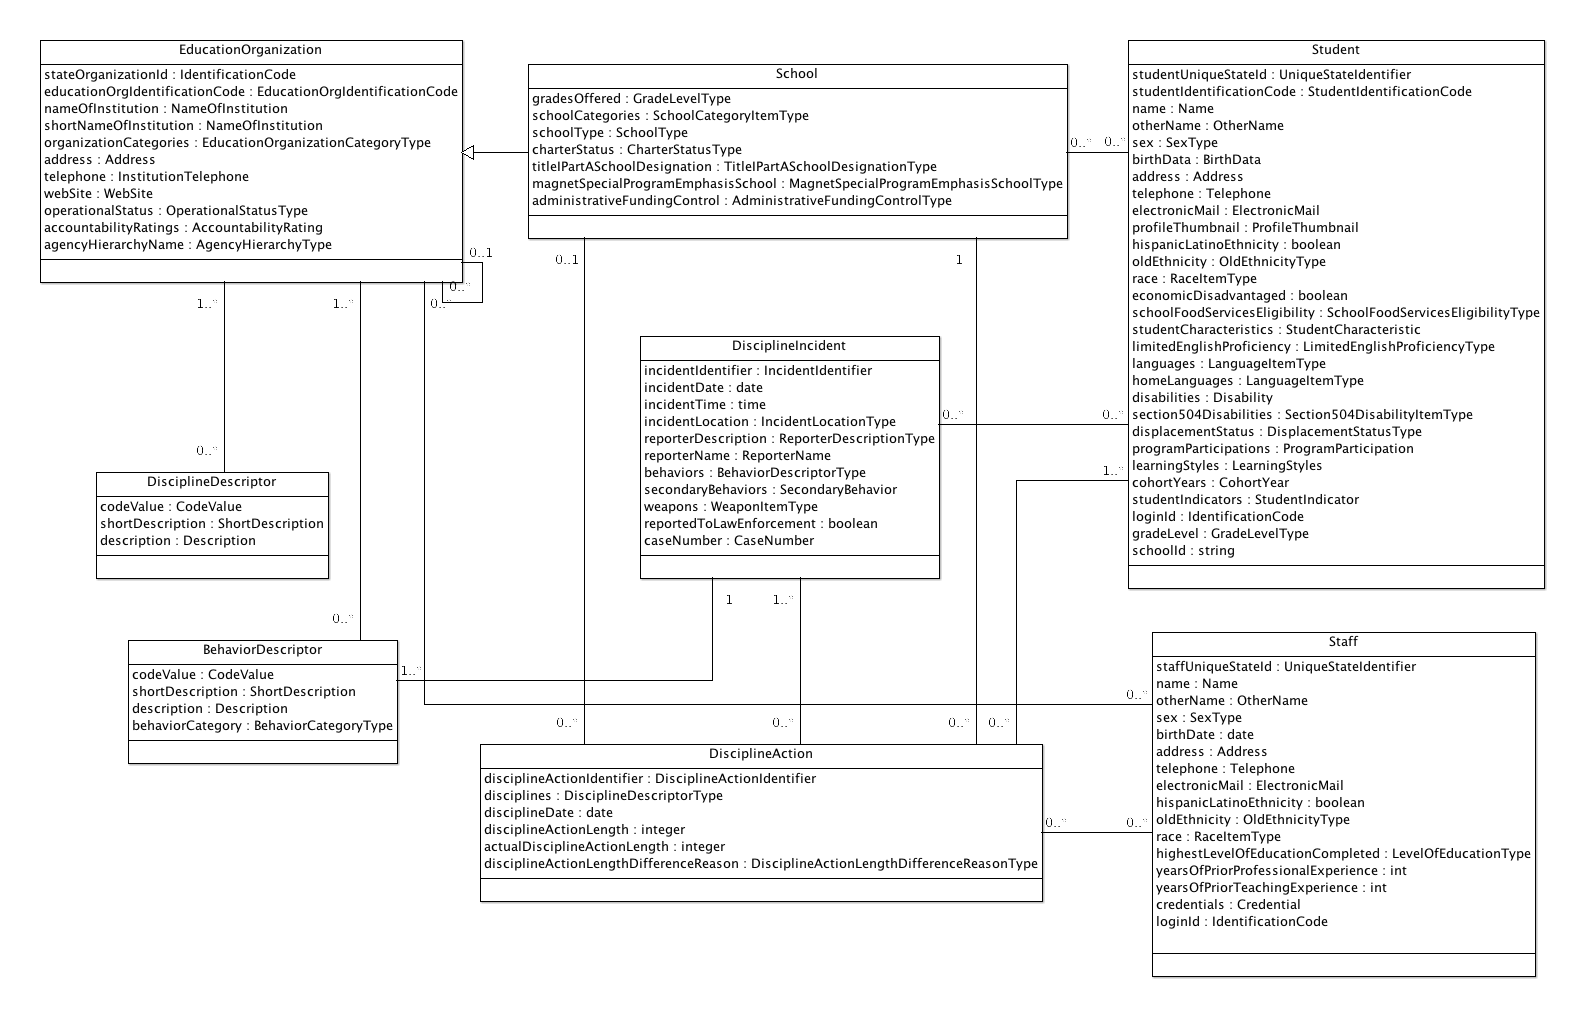 EducationOrganization
stateOrganizationId : IdentificationCode
educationOrgIdentificationCode : EducationOrgIdentificationCode
nameOfInstitution : NameOfInstitution
shortNameOfInstitution : NameOfInstitution
organizationCategories : EducationOrganizationCategoryType
address : Address
telephone : InstitutionTelephone
webSite : WebSite
operationalStatus : OperationalStatusType
accountabilityRatings : AccountabilityRating
agencyHierarchyName : AgencyHierarchyType
School
gradesOffered : GradeLevelType
schoolCategories : SchoolCategoryItemType
schoolType : SchoolType
charterStatus : CharterStatusType
titleIPartASchoolDesignation : TitleIPartASchoolDesignationType
magnetSpecialProgramEmphasisSchool : MagnetSpecialProgramEmphasisSchoolType
administrativeFundingControl : AdministrativeFundingControlType
0..* 0..*
Student
studentUniqueStateId : UniqueStateIdentifier
studentIdentificationCode : StudentIdentificationCode
name : Name
otherName : OtherName
sex : SexType
birthData : BirthData
address : Address
telephone : Telephone
electronicMail : ElectronicMail
profileThumbnail : ProfileThumbnail
hispanicLatinoEthnicity : boolean
oldEthnicity : OldEthnicityType
race : RaceItemType
economicDisadvantaged : boolean
schoolFoodServicesEligibility : SchoolFoodServicesEligibilityType
studentCharacteristics : StudentCharacteristic
limitedEnglishProficiency : LimitedEnglishProficiencyType
languages : LanguageItemType
homeLanguages : LanguageItemType
disabilities : Disability
section504Disabilities : Section504DisabilityItemType
displacementStatus : DisplacementStatusType
programParticipations : ProgramParticipation
learningStyles : LearningStyles
cohortYears : CohortYear
studentIndicators : StudentIndicator
loginId : IdentificationCode
gradeLevel : GradeLevelType
schoolId : string
0..1
0..*
0..1
1
1..*
1..*
0..*
DisciplineIncident
incidentIdentifier : IncidentIdentifier
incidentDate : date
incidentTime : time
incidentLocation : IncidentLocationType
reporterDescription : ReporterDescriptionType
reporterName : ReporterName
behaviors : BehaviorDescriptorType
secondaryBehaviors : SecondaryBehavior
weapons : WeaponItemType
reportedToLawEnforcement : boolean
caseNumber : CaseNumber
0..* 0..*
1..*
0..*
DisciplineDescriptor
codeValue : CodeValue
shortDescription : ShortDescription
description : Description
1
1..*
0..*
BehaviorDescriptor
codeValue : CodeValue
shortDescription : ShortDescription
description : Description
behaviorCategory : BehaviorCategoryType
1..*
0..*
0..*
0..*
0..*
0..*
DisciplineAction
disciplineActionIdentifier : DisciplineActionIdentifier
disciplines : DisciplineDescriptorType
disciplineDate : date
disciplineActionLength : integer
actualDisciplineActionLength : integer
disciplineActionLengthDifferenceReason : DisciplineActionLengthDifferenceReasonType
0..* 0..*
Staff
staffUniqueStateId : UniqueStateIdentifier
name : Name
otherName : OtherName
sex : SexType
birthDate : date
address : Address
telephone : Telephone
electronicMail : ElectronicMail
hispanicLatinoEthnicity : boolean
oldEthnicity : OldEthnicityType
race : RaceItemType
highestLevelOfEducationCompleted : LevelOfEducationType
yearsOfPriorProfessionalExperience : int
yearsOfPriorTeachingExperience : int
credentials : Credential
loginId : IdentificationCode